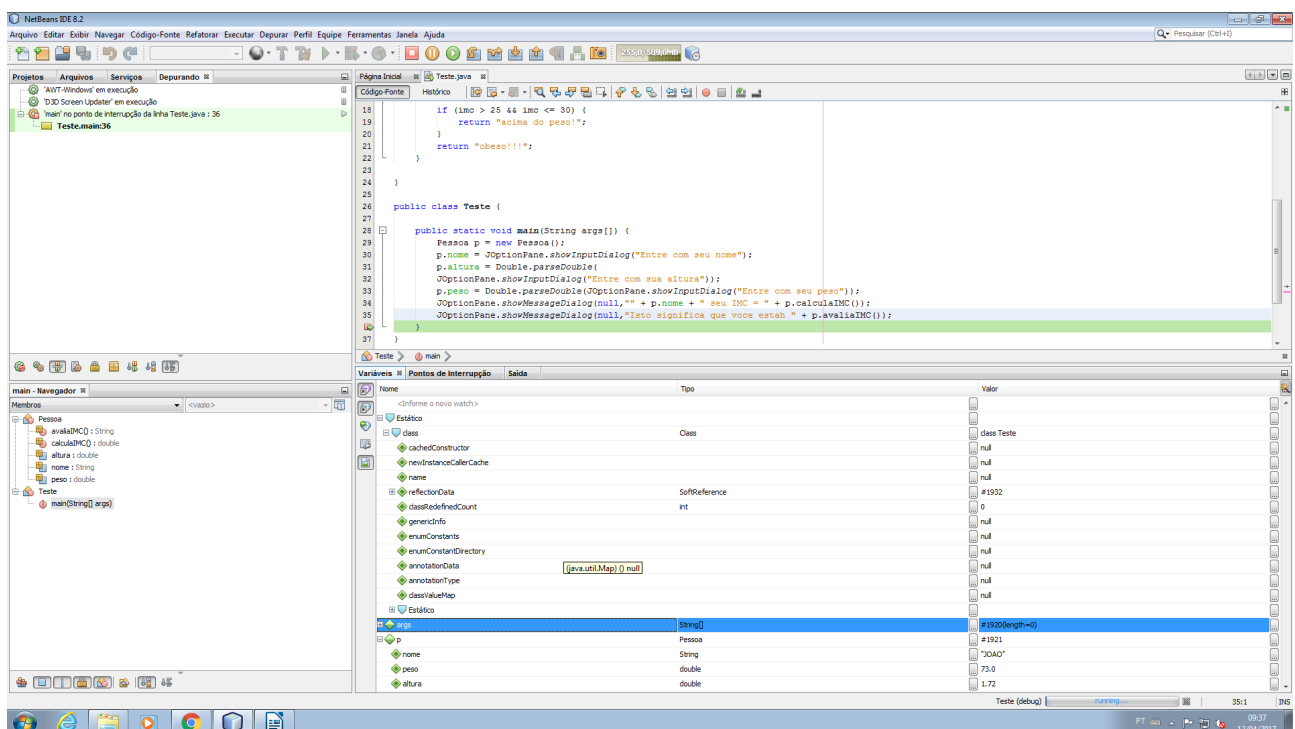 NetBeans IDE 8.2
Arquivo Editar Exibir Navegar Código-Fonte Refatorar Executar Depurar Perfil Equipe Ferramentas Janela Ajuda
Pesquisar (Ctrl+I)
255,0/509,0MB
Projetos Arquivos Serviços Depurando
'AWT-Windows' em execução
'D3D Screen Updater' em execução
'main' no ponto de interrupção da linha Teste.java : 36
Teste.main:36
Página Inicial Teste.java
Código-Fonte Histórico
18 if (imc > 25 && imc <= 30) {
19 return "acima do peso!";
20 }
21 return "obeso!!!";
22 }
23
24 }
25
26 public class Teste {
27
28 public static void main(String args[]) {
29 Pessoa p = new Pessoa();
30 p.nome = JOptionPane.showInputDialog("Entre com seu nome");
31 p.altura = Double.parseDouble(
32 JOptionPane.showInputDialog("Entre com sua altura"));
33 p.peso = Double.parseDouble(JOptionPane.showInputDialog("Entre com seu peso"));
34 JOptionPane.showMessageDialog(null,"" + p.nome + " seu IMC = " + p.calculaIMC());
35 JOptionPane.showMessageDialog(null,"Isto significa que voce estah " + p.avaliaIMC());
}
37 }
Teste main
main - Navegador
Membros <vazio>
Pessoa
avaliaIMC() : String
calculaIMC() : double
altura : double
nome : String
peso : double
Teste
main(String[] args)
Variáveis Pontos de Interrupção Saída
Nome Tipo Valor
<Informe o novo watch>
Estático
class Class class Teste
cachedConstructor null
newInstanceCallerCache null
name null
reflectionData SoftReference #1932
classRedefinedCount int 0
genericInfo null
enumConstants null
enumConstantDirectory null
annotationData null
(java.util.Map) () null
annotationType null
classValueMap null
Estático
args String[] #1920(length=0)
p Pessoa #1921
nome String "JOAO"
peso double 73.0
altura double 1.72
Teste (debug) running... 35:1 INS
PT 09:37
12/04/2017